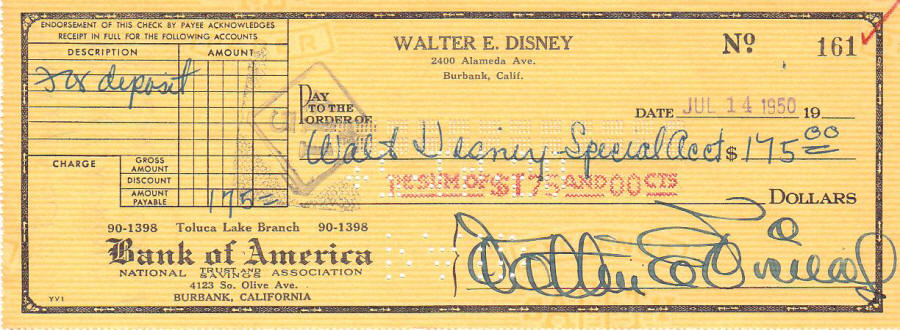 ENDORSEMENT OF THIS CHECK BY PAYEE ACKNOWLEDGES
RECEIPT IN FULL FOR THE FOLLOWING ACCOUNTS
DESCRIPTION AMOUNT
For deposit
CHARGE
GROSS AMOUNT
DISCOUNT
AMOUNT PAYABLE 175=
WALTER E. DISNEY
2400 Alameda Ave.
Burbank, Calif.
Nº 161
DATE JUL 14 1950 19
PAY TO THE ORDER OF Walt Disney Special Acct $ 175.00
THE SUM OF $175 AND 00 CTS
DOLLARS
90-1398 Toluca Lake Branch 90-1398
Bank of America
NATIONAL TRUST AND SAVINGS ASSOCIATION
4123 So. Olive Ave.
BURBANK, CALIFORNIA
YV1
Walter E Disney